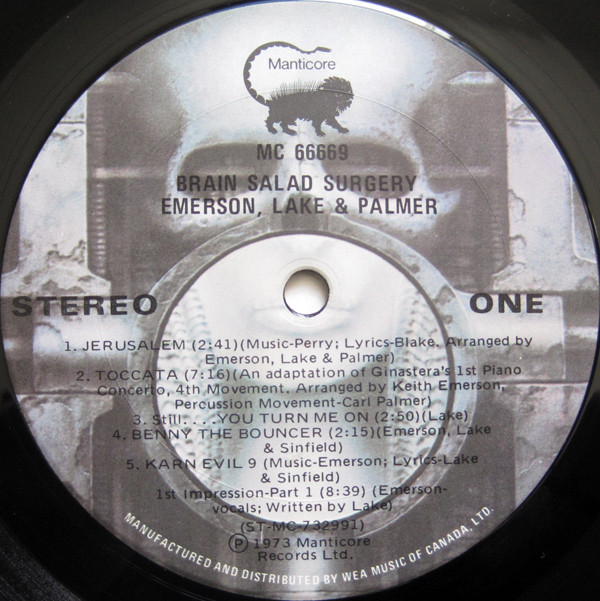 Manticore
MC 66669
BRAIN SALAD SURGERY
EMERSON, LAKE & PALMER
STEREO
ONE
1. JERUSALEM (2:41)(Music-Perry; Lyrics-Blake. Arranged by
Emerson, Lake & Palmer)
2. TOCCATA (7:16)(An adaptation of Ginastera's 1st Piano
Concerto, 4th Movement. Arranged by Keith Emerson,
Percussion Movement-Carl Palmer)
3. Still. . . .YOU TURN ME ON (2:50)(Lake)
4. BENNY THE BOUNCER (2:15)(Emerson, Lake
& Sinfield)
5. KARN EVIL 9 (Music-Emerson; Lyrics-Lake
& Sinfield)
1st Impression-Part 1 (8:39) (Emerson-
vocals; Written by Lake)
(ST-MC-732991)
Ⓟ 1973 Manticore
Records Ltd.
MANUFACTURED AND DISTRIBUTED BY WEA MUSIC OF CANADA, LTD.